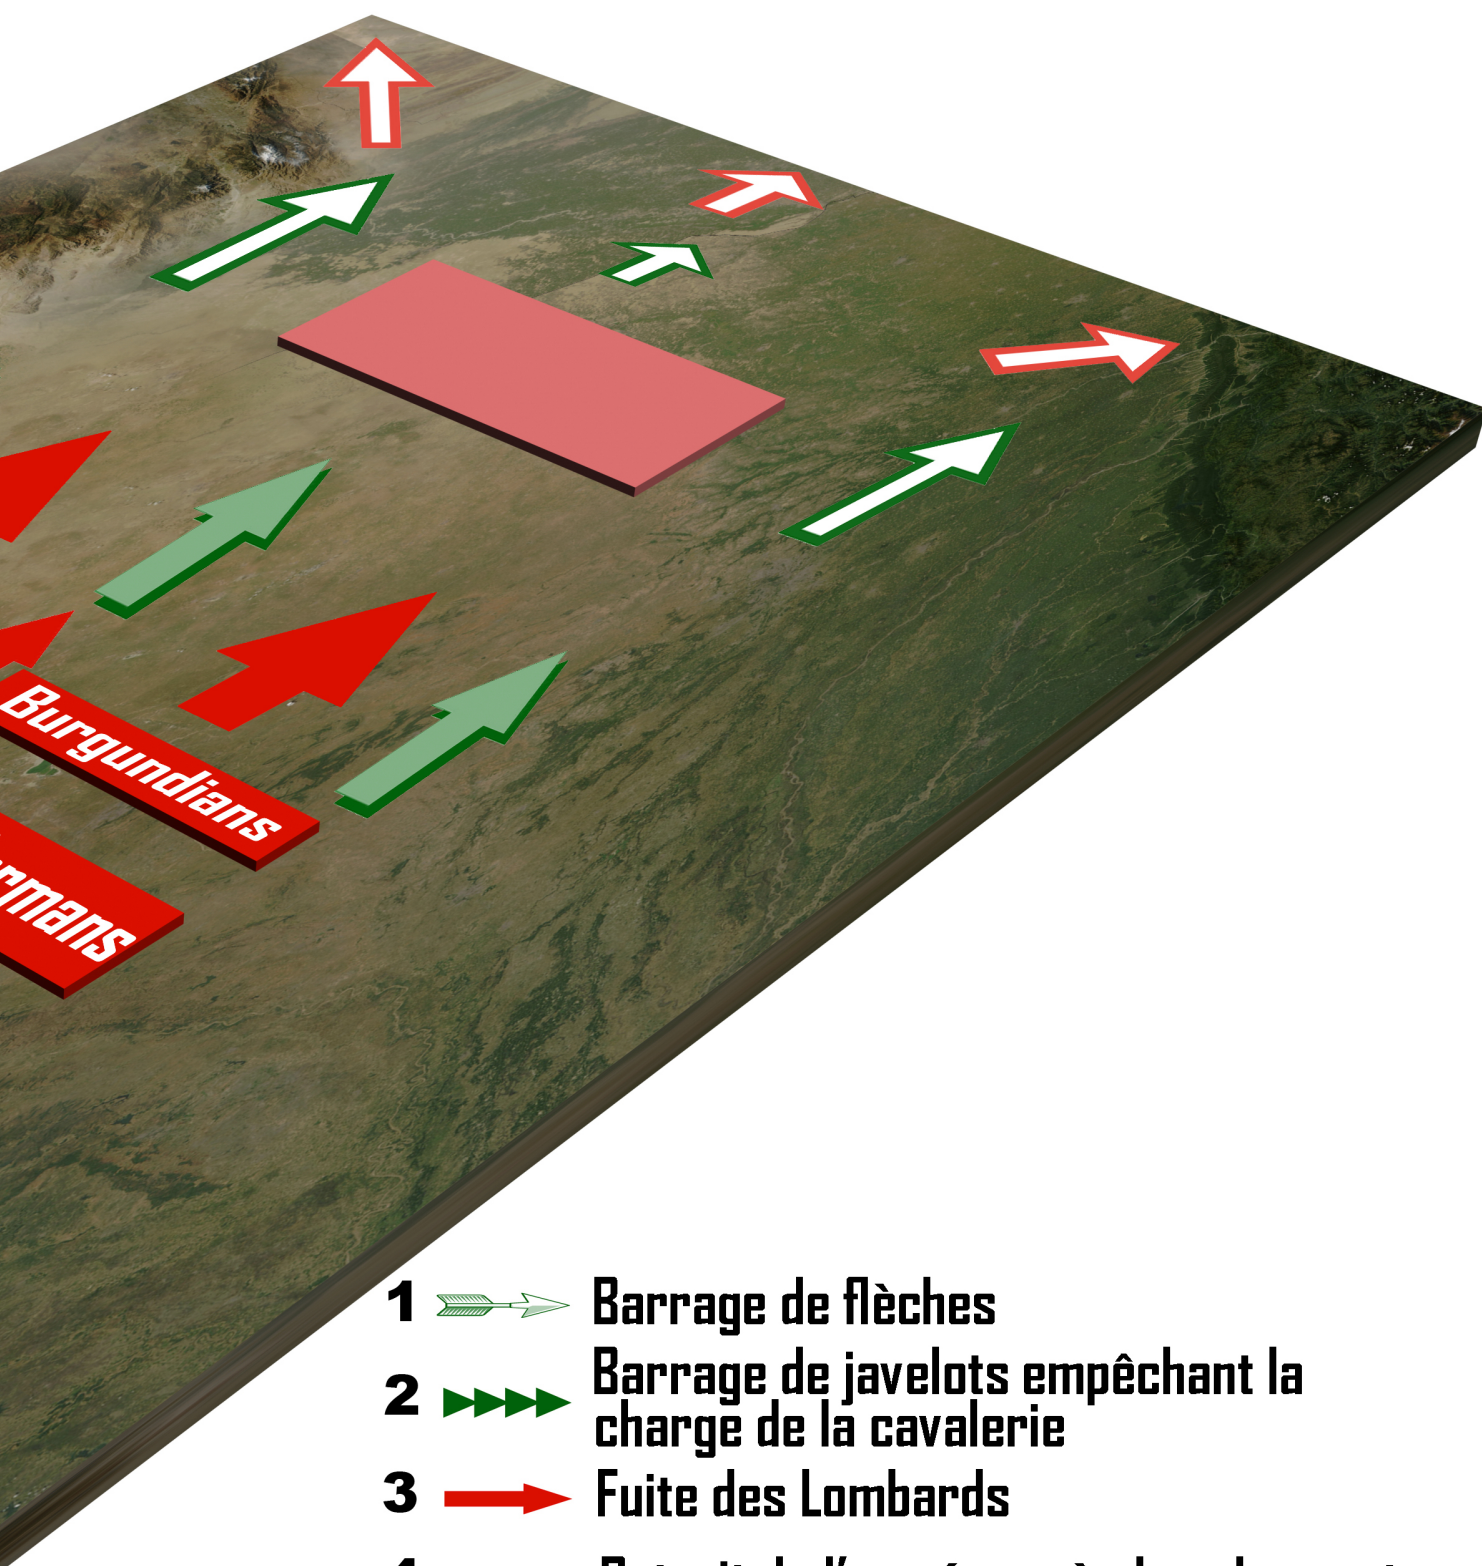 Burgundians
1 Barrage de flèches
2 Barrage de javelots empêchant la
charge de la cavalerie
3 Fuite des Lombards